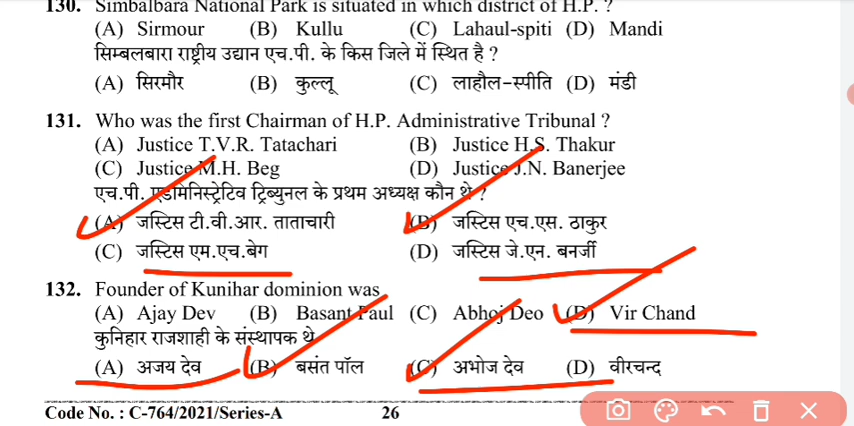 130. Simbalbara National Park is situated in which district of H.P. ?
(A) Sirmour (B) Kullu (C) Lahaul-spiti (D) Mandi
सिम्बलबारा राष्ट्रीय उद्यान एच.पी. के किस जिले में स्थित है ?
(A) सिरमौर (B) कुल्लू (C) लाहौल-स्पीति (D) मंडी
131. Who was the first Chairman of H.P. Administrative Tribunal ?
(A) Justice T.V.R. Tatachari (B) Justice H.S. Thakur
(C) Justice M.H. Beg (D) Justice J.N. Banerjee
एच.पी. एडमिनिस्ट्रेटिव ट्रिब्युनल के प्रथम अध्यक्ष कौन थे ?
(A) जस्टिस टी.वी.आर. ताताचारी (B) जस्टिस एच.एस. ठाकुर
(C) जस्टिस एम.एच.बेग (D) जस्टिस जे.एन. बनर्जी
132. Founder of Kunihar dominion was
(A) Ajay Dev (B) Basant Paul (C) Abhoj Deo (D) Vir Chand
कुनिहार राजशाही के संस्थापक थे
(A) अजय देव (B) बसंत पॉल (C) अभोज देव (D) वीरचन्द
Code No. : C-764/2021/Series-A 26